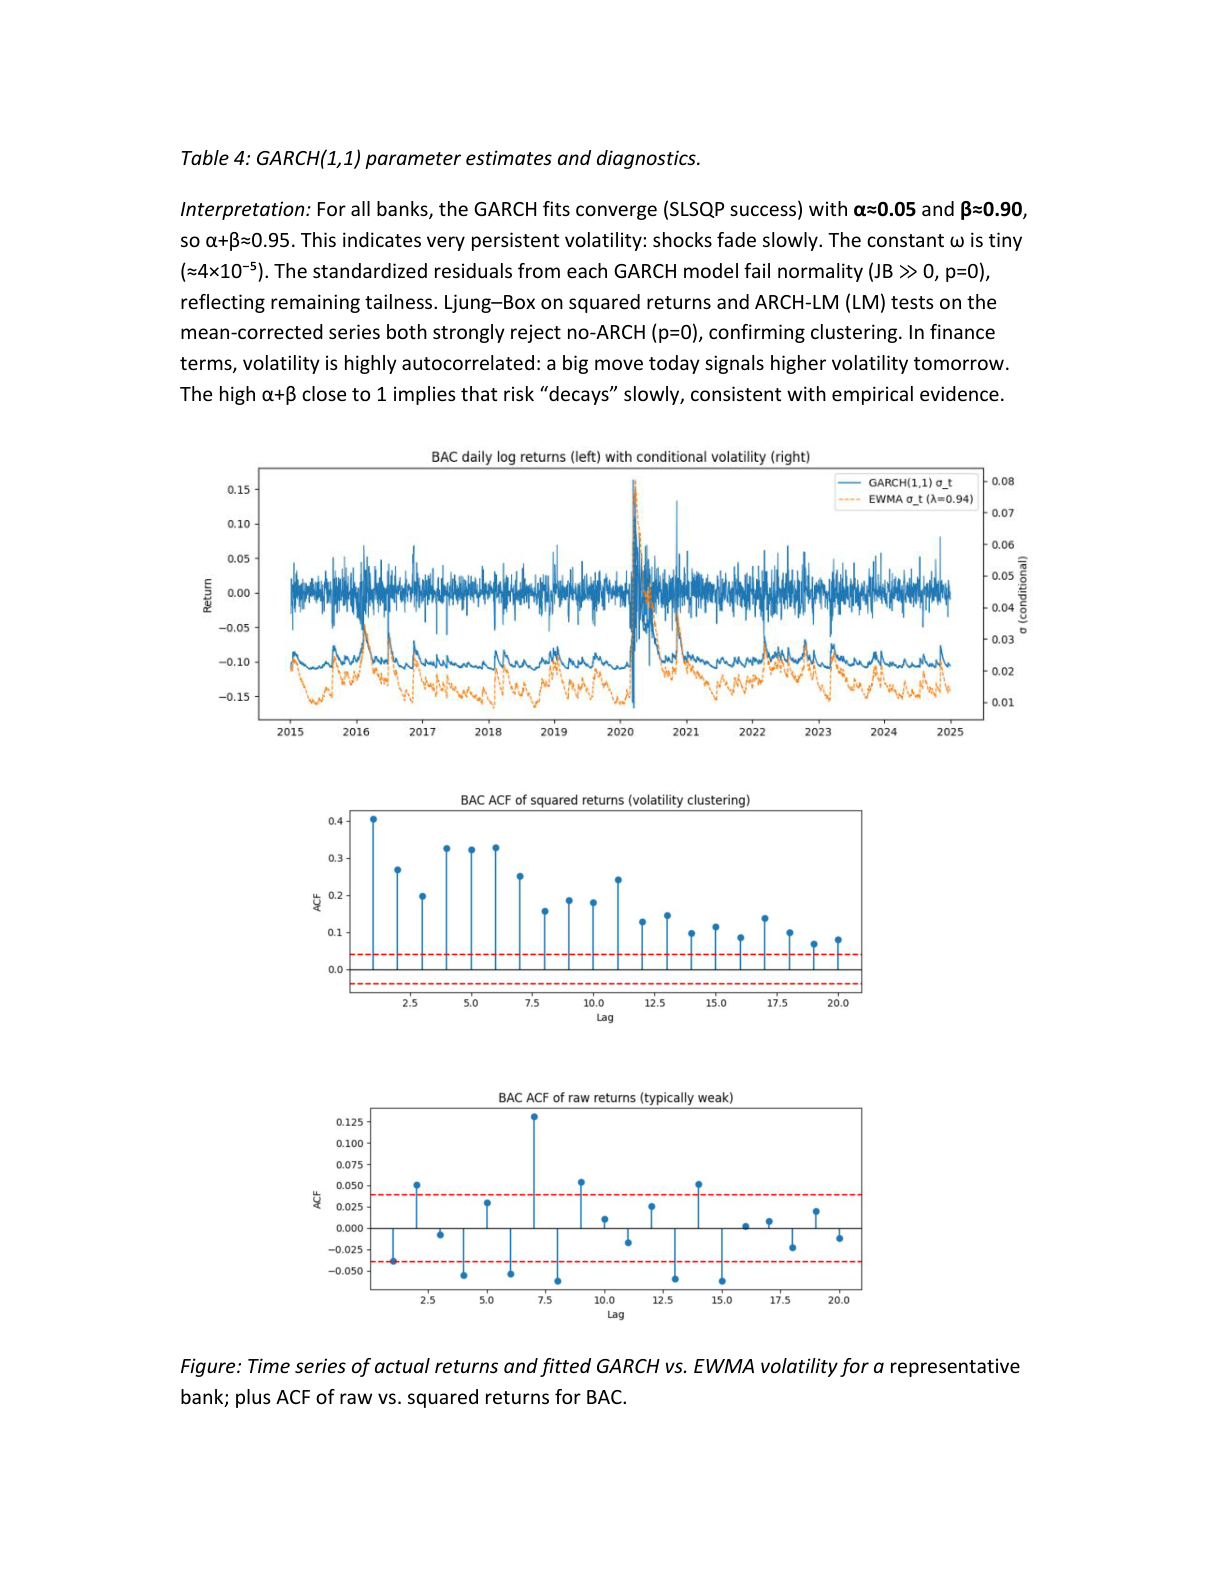 Table 4: GARCH(1,1) parameter estimates and diagnostics.
Interpretation: For all banks, the GARCH fits converge (SLSQP success) with α≈0.05 and β≈0.90,
so α+β≈0.95. This indicates very persistent volatility: shocks fade slowly. The constant ω is tiny
(≈4×10⁻⁵). The standardized residuals from each GARCH model fail normality (JB ≫ 0, p=0),
reflecting remaining tailness. Ljung–Box on squared returns and ARCH-LM (LM) tests on the
mean-corrected series both strongly reject no-ARCH (p=0), confirming clustering. In finance
terms, volatility is highly autocorrelated: a big move today signals higher volatility tomorrow.
The high α+β close to 1 implies that risk “decays” slowly, consistent with empirical evidence.
BAC daily log returns (left) with conditional volatility (right)
GARCH(1,1) σ_t
EWMA σ_t (λ=0.94)
Return
0.15
0.10
0.05
0.00
−0.05
−0.10
−0.15
0.08
0.07
0.06
0.05
0.04
0.03
0.02
0.01
σ (conditional)
2015 2016 2017 2018 2019 2020 2021 2022 2023 2024 2025
BAC ACF of squared returns (volatility clustering)
ACF
0.4
0.3
0.2
0.1
0.0
2.5 5.0 7.5 10.0 12.5 15.0 17.5 20.0
Lag
BAC ACF of raw returns (typically weak)
ACF
0.125
0.100
0.075
0.050
0.025
0.000
−0.025
−0.050
2.5 5.0 7.5 10.0 12.5 15.0 17.5 20.0
Lag
Figure: Time series of actual returns and fitted GARCH vs. EWMA volatility for a representative
bank; plus ACF of raw vs. squared returns for BAC.